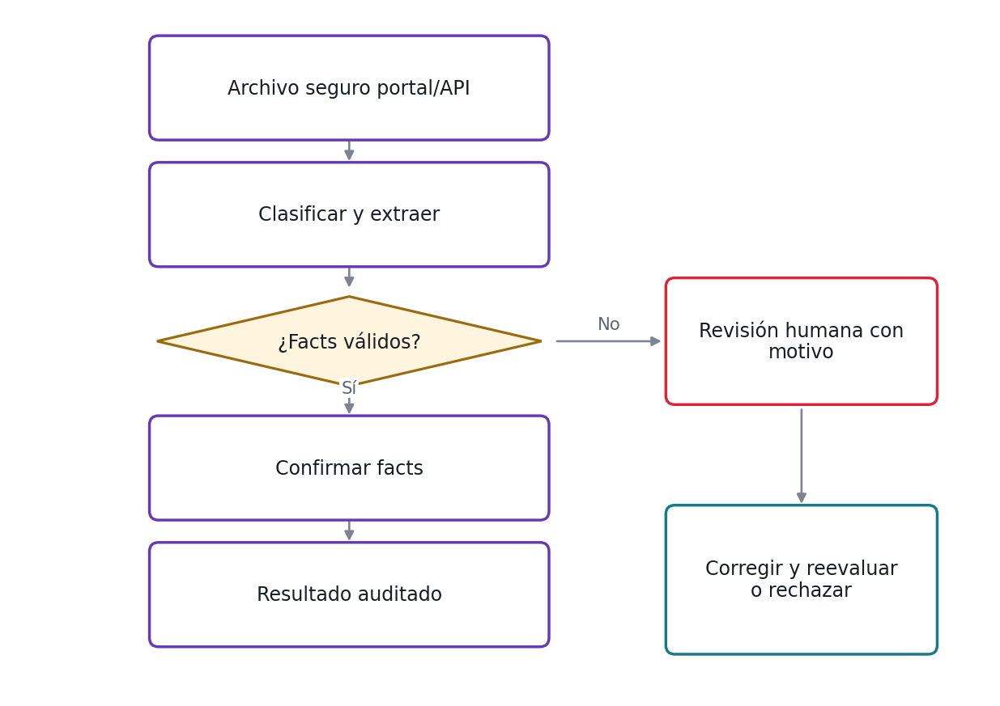 Archivo seguro portal/API
Clasificar y extraer
¿Facts válidos?
No
Revisión humana con
motivo
Sí
Confirmar facts
Corregir y reevaluar
o rechazar
Resultado auditado